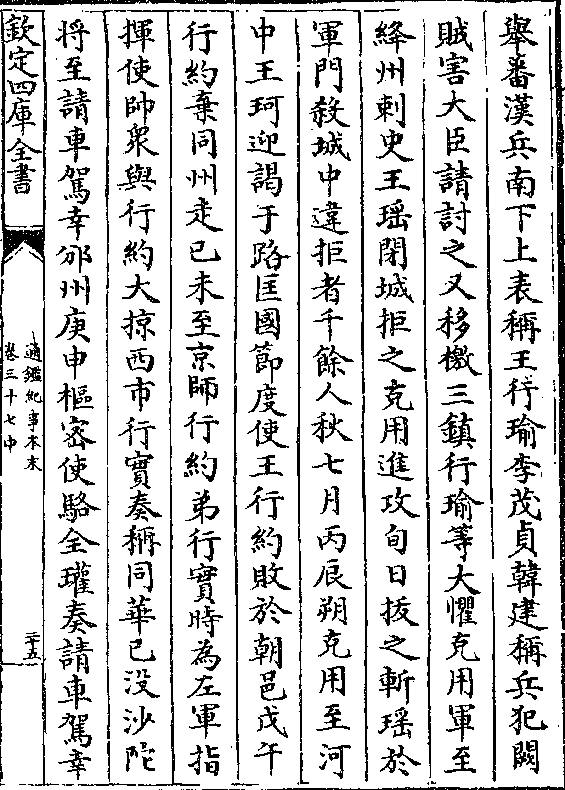 舉番漢兵南下上表稱王行瑜李茂貞韓建稱兵犯闕
賊害大臣請討之又移檄三鎮行瑜等大懼克用軍至
絳州刺史王瑶閉城拒之克用進攻旬日拔之斬瑶於
軍門殺城中違拒者千餘人秋七月丙辰朔克用至河
中王珂迎謁于路匡國節度使王行約敗於朝邑戊午
行約棄同州走己未至京師行約弟行實時為左軍指
揮使帥衆與行約大掠西市行實奏稱同華已没沙陀
將至請車駕幸邠州庚申樞密使駱全瓘奏請車駕幸
欽定四庫全書
通鑑紀事本末
卷三十七中
二十五